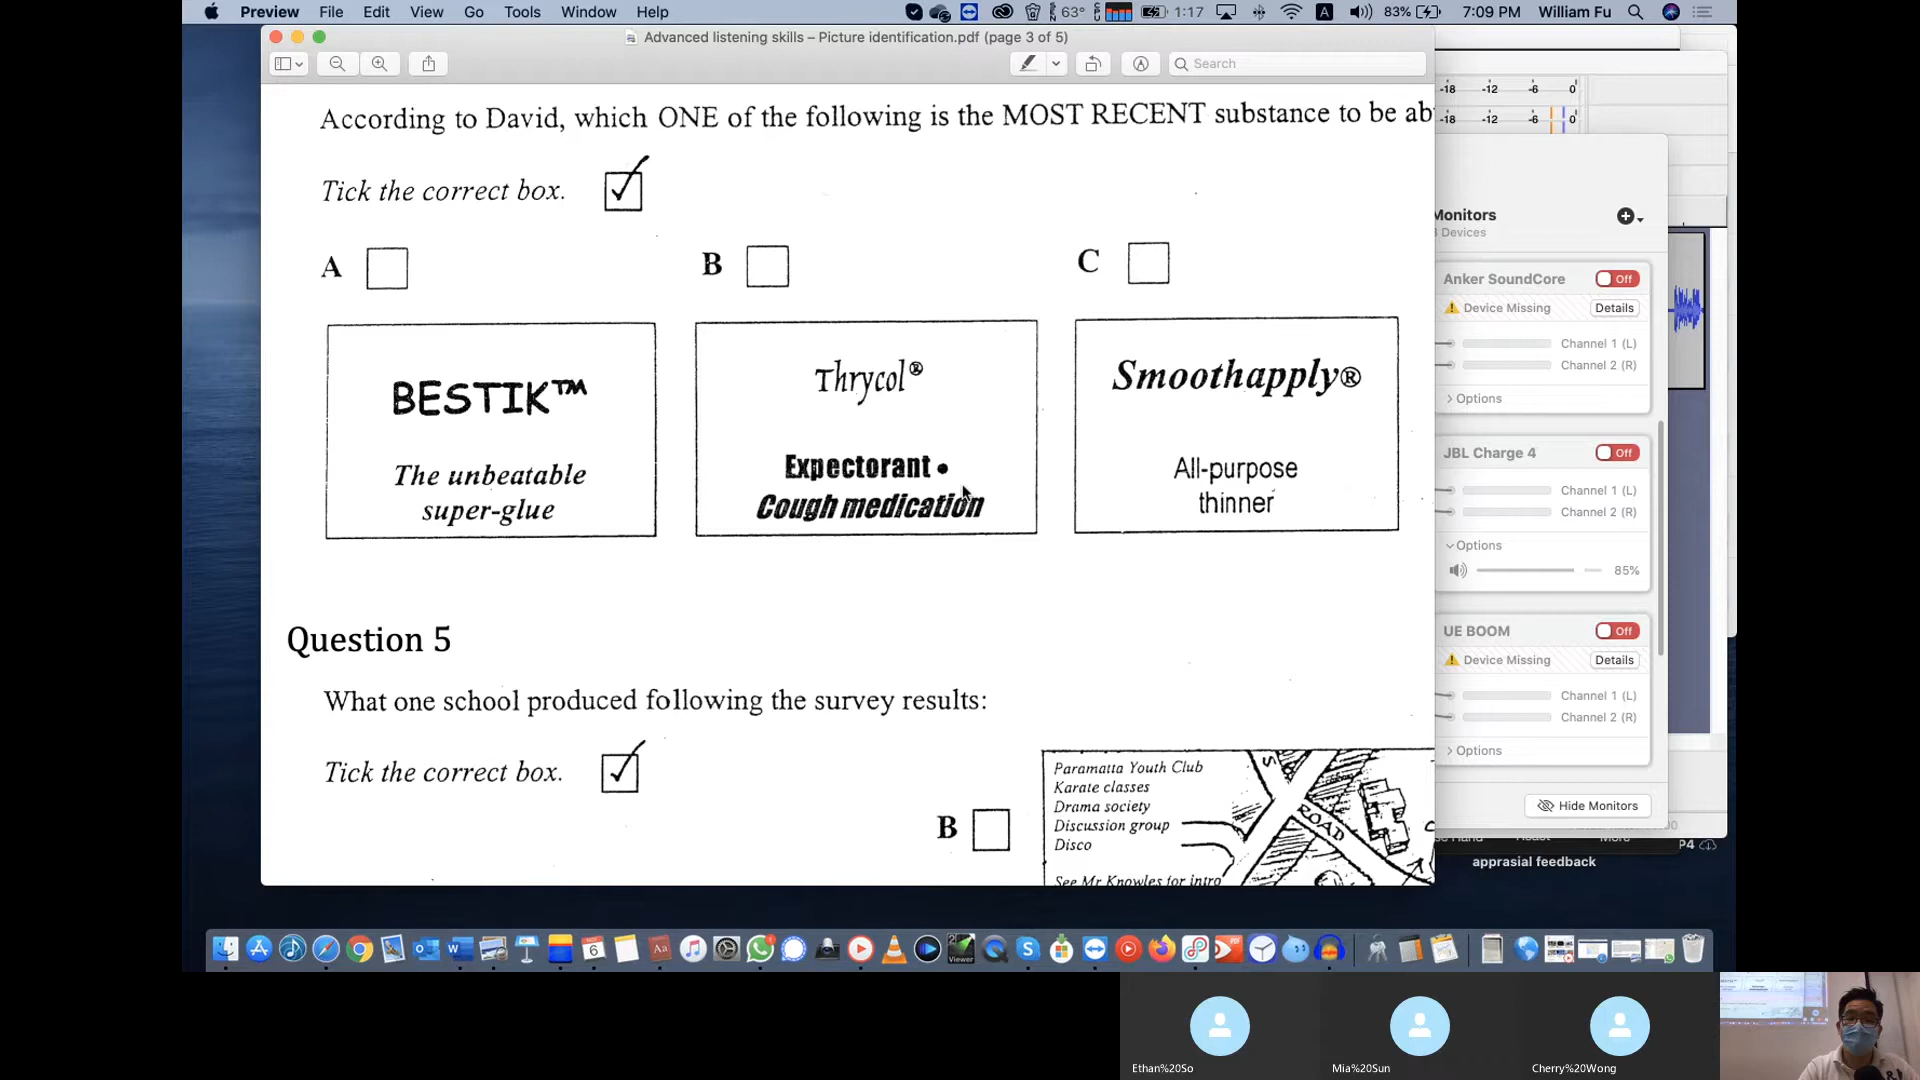 Preview File Edit View Go Tools Window Help
63° 1:17 A 83% 7:09 PM William Fu
Advanced listening skills – Picture identification.pdf (page 3 of 5)
Search
According to David, which ONE of the following is the MOST RECENT substance to be ab
Tick the correct box.
A B C
BESTIK™
The unbeatable
super-glue
Thrycol®
Expectorant •
Cough medication
Smoothapply®
All-purpose
thinner
Question 5
What one school produced following the survey results:
Tick the correct box.
B
Paramatta Youth Club
Karate classes
Drama society
Discussion group
Disco
See Mr Knowles for intro
ROAD
-18 -12 -6 0
-18 -12 -6 0
Monitors
3 Devices
Anker SoundCore Off
Device Missing Details
Channel 1 (L)
Channel 2 (R)
Options
JBL Charge 4 Off
Channel 1 (L)
Channel 2 (R)
Options
85%
UE BOOM Off
Device Missing Details
Channel 1 (L)
Channel 2 (R)
Options
Hide Monitors
P4
apprasial feedback
Ethan%20So
Mia%20Sun
Cherry%20Wong